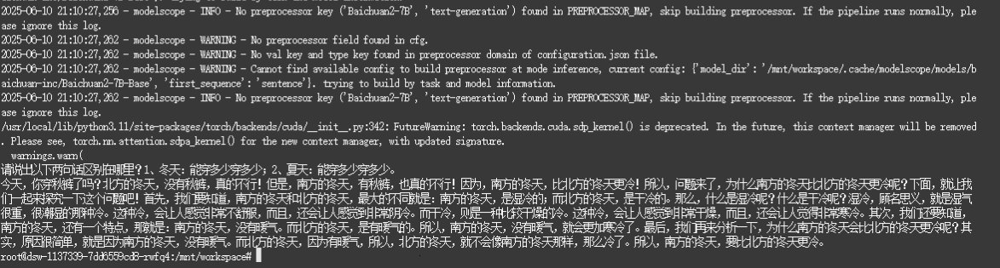 2025-06-10 21:10:27,256 - modelscope - INFO - No preprocessor key ('Baichuan2-7B', 'text-generation') found in PREPROCESSOR_MAP, skip building preprocessor. If the pipeline runs normally, ple
ase ignore this log.
2025-06-10 21:10:27,262 - modelscope - WARNING - No preprocessor field found in cfg.
2025-06-10 21:10:27,262 - modelscope - WARNING - No val key and type key found in preprocessor domain of configuration.json file.
2025-06-10 21:10:27,262 - modelscope - WARNING - Cannot find available config to build preprocessor at mode inference, current config: {'model_dir': '/mnt/workspace/.cache/modelscope/models/b
aichuan-inc/Baichuan2-7B-Base', 'first_sequence': 'sentence'}. trying to build by task and model information.
2025-06-10 21:10:27,262 - modelscope - INFO - No preprocessor key ('Baichuan2-7B', 'text-generation') found in PREPROCESSOR_MAP, skip building preprocessor. If the pipeline runs normally, ple
ase ignore this log.
/usr/local/lib/python3.11/site-packages/torch/backends/cuda/__init__.py:342: FutureWarning: torch.backends.cuda.sdp_kernel() is deprecated. In the future, this context manager will be removed
. Please see, torch.nn.attention.sdpa_kernel() for the new context manager, with updated signature.
  warnings.warn(
请说出以下两句话区别在哪里？1、冬天：能穿多少穿多少；2、夏天：能穿多少穿多少。
今天，你穿秋裤了吗？北方的冬天，没有秋裤，真的不行！但是，南方的冬天，有秋裤，也真的不行！因为，南方的冬天，比北方的冬天更冷！所以，问题来了，为什么南方的冬天比北方的冬天更冷呢？下面，就让我
们一起来探究一下这个问题吧！首先，我们要知道，南方的冬天和北方的冬天，最大的不同就是：南方的冬天，是湿冷的；而北方的冬天，是干冷的。那么，什么是湿冷呢？什么是干冷呢？湿冷，顾名思义，就是湿气
很重，很潮湿的那种冷。这种冷，会让人感觉非常不舒服，而且，还会让人感觉到非常阴冷。而干冷，则是一种比较干燥的冷。这种冷，会让人感觉到非常干燥，而且，还会让人觉得非常寒冷。其次，我们还要知道，
南方的冬天，还有一个特点，那就是：南方的冬天，没有暖气。而北方的冬天，是有暖气的。所以，南方的冬天，没有暖气，就会更加寒冷了。最后，我们再来分析一下，为什么南方的冬天会比北方的冬天更冷呢？其
实，原因很简单，就是因为南方的冬天，没有暖气。而北方的冬天，因为有暖气，所以，北方的冬天，就不会像南方的冬天那样，那么冷了。所以，南方的冬天，要比北方的冬天更冷。
root@dsw-1137339-7dd6559cd8-rwfq4:/mnt/workspace#